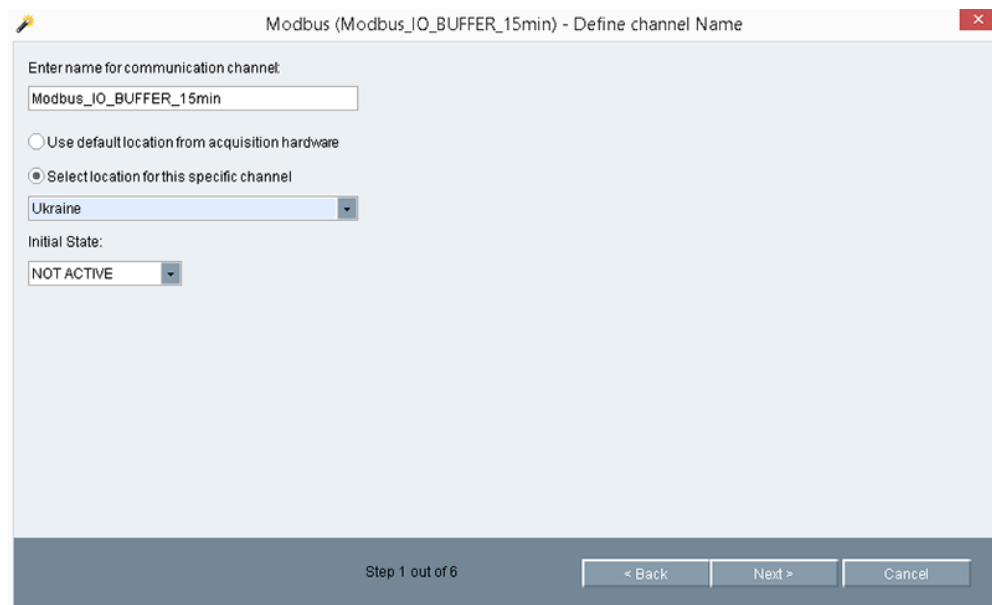 Modbus (Modbus_IO_BUFFER_15min) - Define channel Name
Enter name for communication channel:
Modbus_IO_BUFFER_15min
Use default location from acquisition hardware
Select location for this specific channel
Ukraine
Initial State:
NOT ACTIVE
Step 1 out of 6
< Back
Next >
Cancel